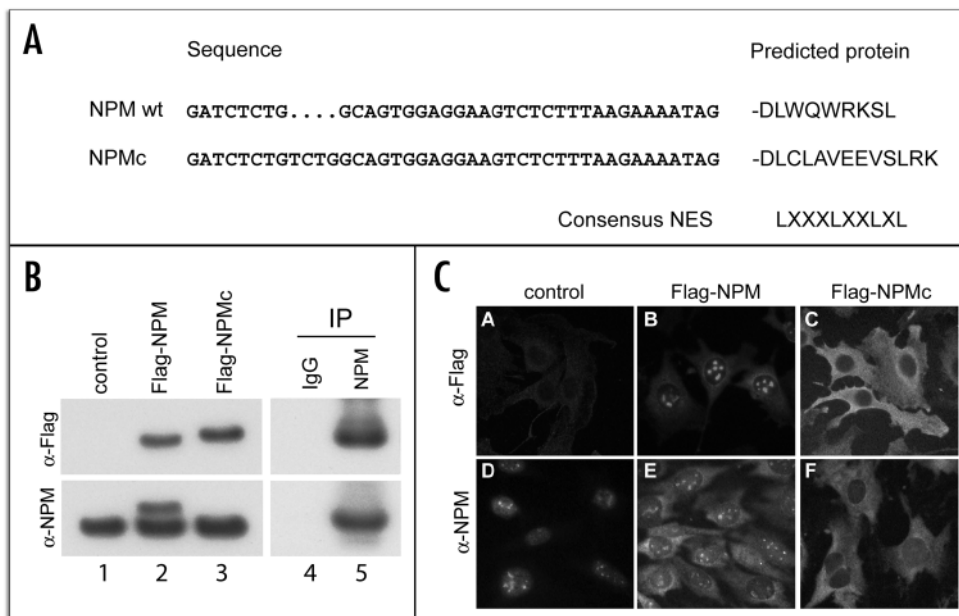 A
Sequence
Predicted protein
NPM wt GATCTCTG....GCAGTGGAGGAAGTCTCTTTAAGAAAATAG -DLWQWRKSL
NPMc GATCTCTGTCTGGCAGTGGAGGAAGTCTCTTTAAGAAAATAG -DLCLAVEEVSLRK
Consensus NES LXXXLXXLXL
B
control
Flag-NPM
Flag-NPMc
IP
IgG
NPM
α-Flag
α-NPM
1 2 3 4 5
C
control Flag-NPM Flag-NPMc
α-Flag
A B C
α-NPM
D E F